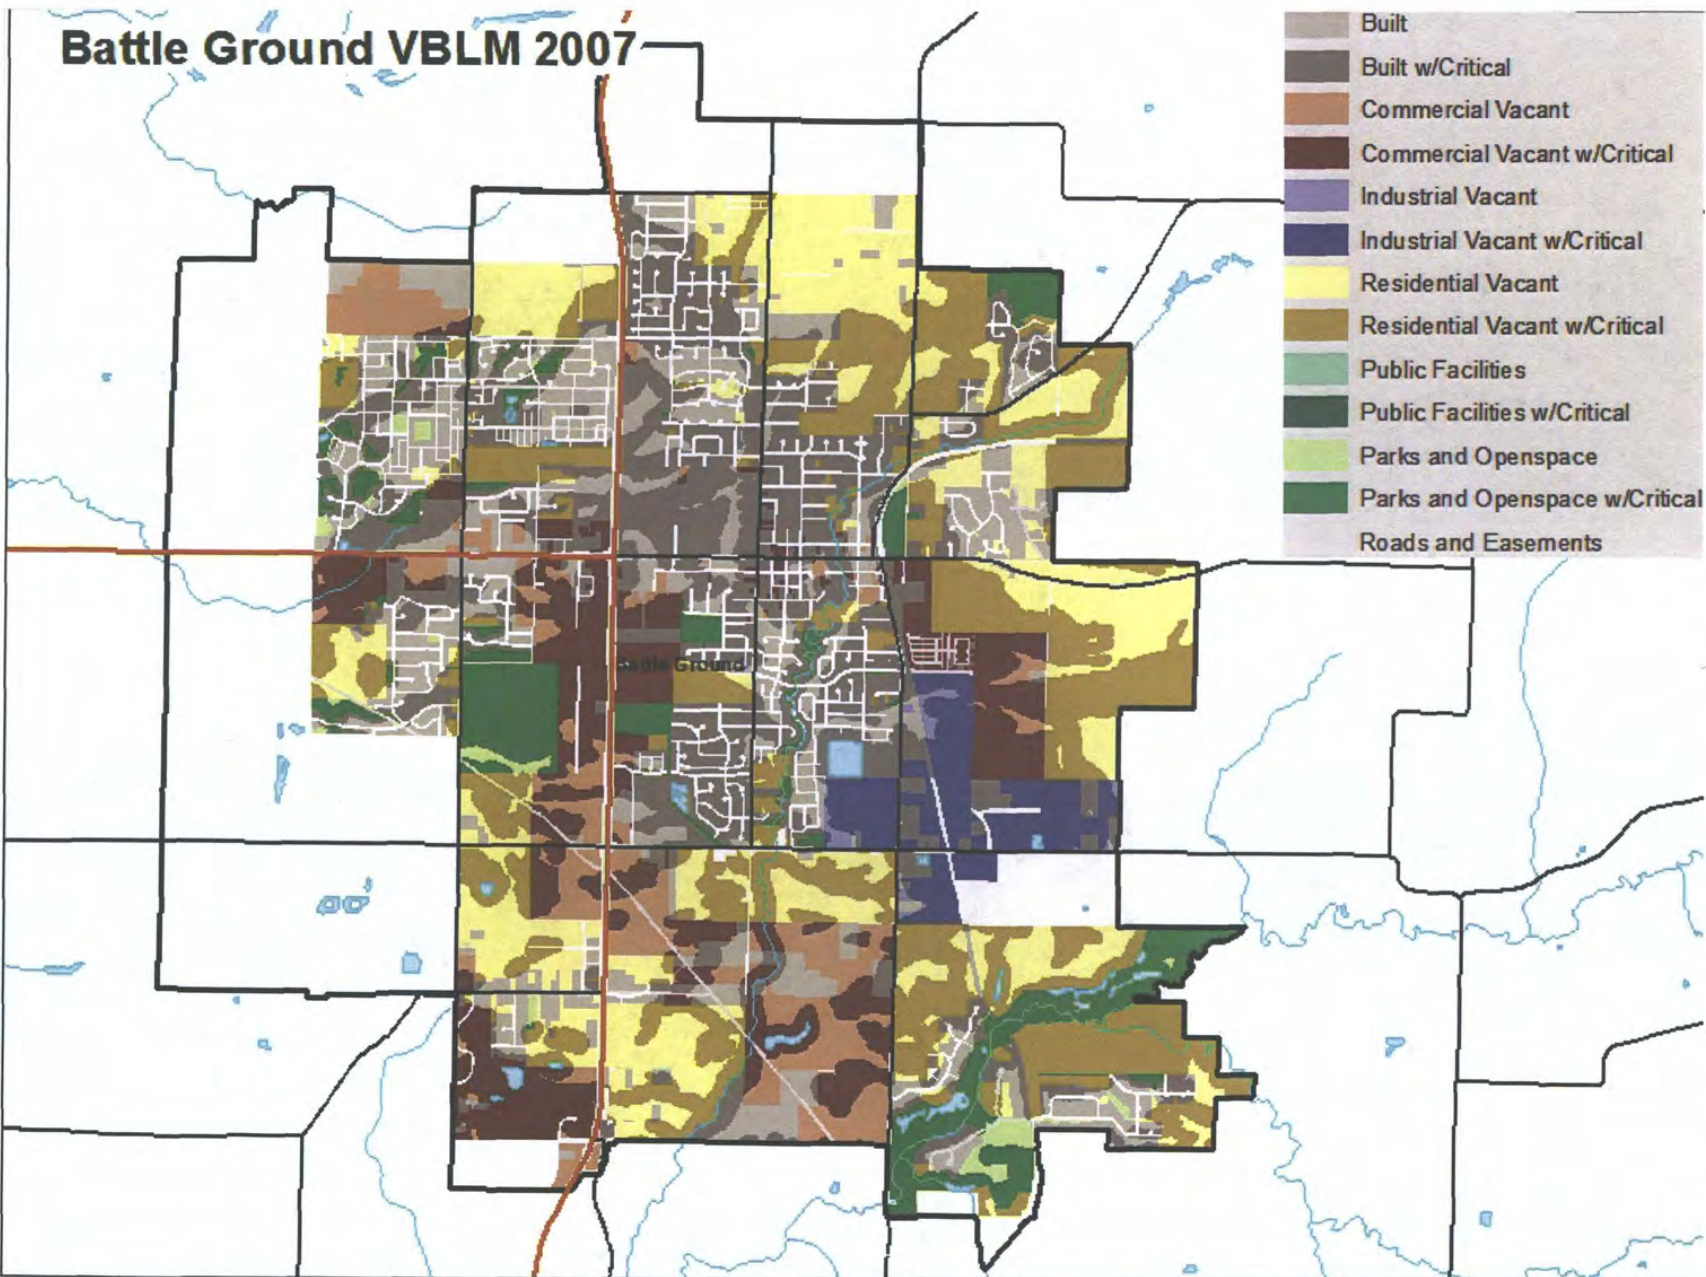 Battle Ground VBLM 2007
Built
Built w/Critical
Commercial Vacant
Commercial Vacant w/Critical
Industrial Vacant
Industrial Vacant w/Critical
Residential Vacant
Residential Vacant w/Critical
Public Facilities
Public Facilities w/Critical
Parks and Openspace
Parks and Openspace w/Critical
Roads and Easements
Battle Ground